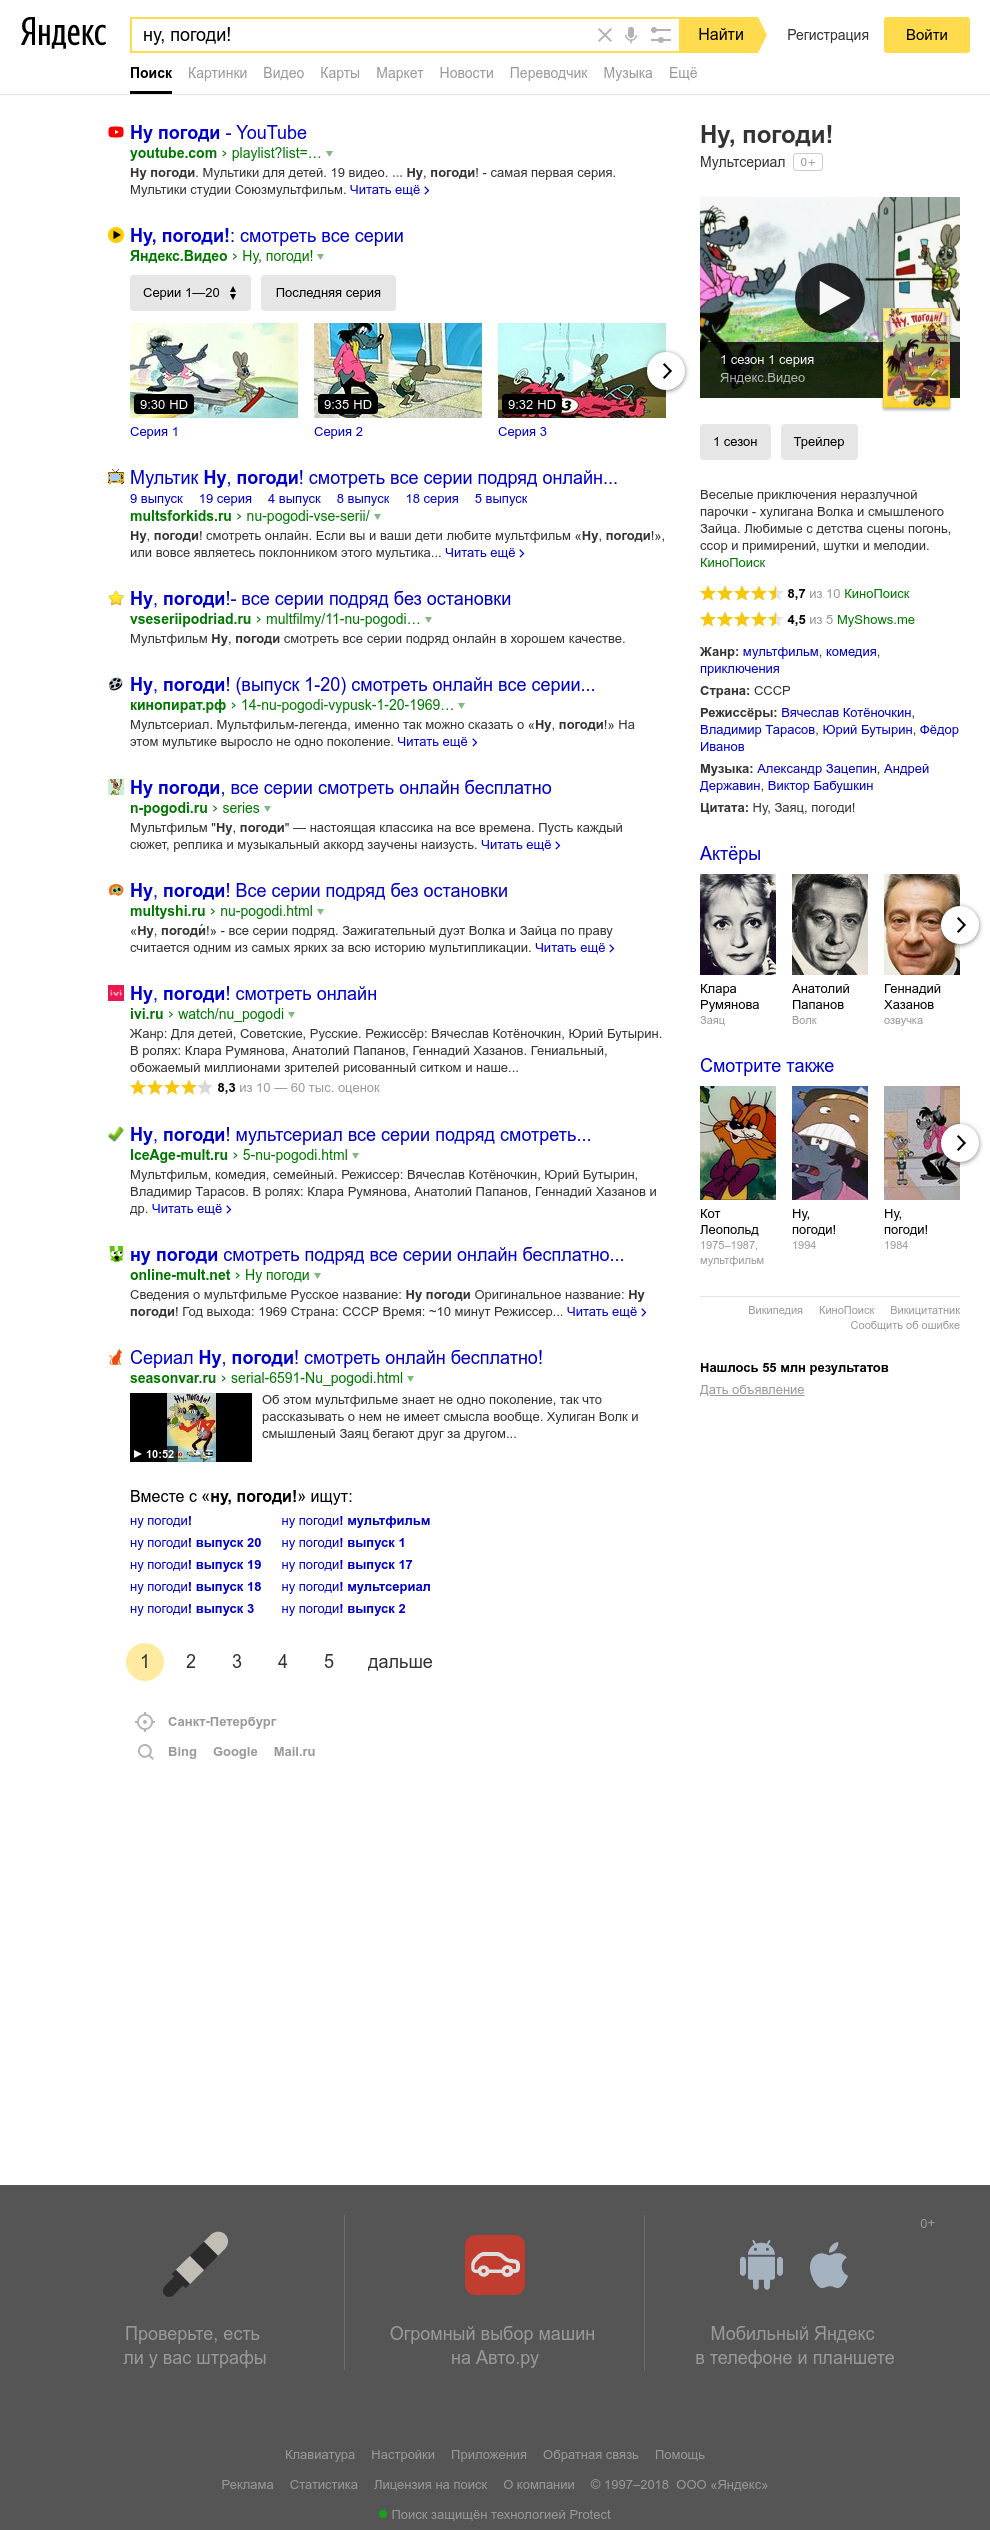 Яндекс
ну, погоди!
Найти
Регистрация
Войти
Поиск Картинки Видео Карты Маркет Новости Переводчик Музыка Ещё
Ну погоди - YouTube
youtube.com › playlist?list=…
Ну погоди. Мультики для детей. 19 видео. ... Ну, погоди! - самая первая серия.
Мультики студии Союзмультфильм. Читать ещё ›
Ну, погоди!: смотреть все серии
Яндекс.Видео › Ну, погоди!
Серии 1—20
Последняя серия
9:30 HD
9:35 HD
9:32 HD
Серия 1
Серия 2
Серия 3
Мультик Ну, погоди! смотреть все серии подряд онлайн...
9 выпуск 19 серия 4 выпуск 8 выпуск 18 серия 5 выпуск
multsforkids.ru › nu-pogodi-vse-serii/
Ну, погоди! смотреть онлайн. Если вы и ваши дети любите мультфильм «Ну, погоди!»,
или вовсе являетесь поклонником этого мультика... Читать ещё ›
Ну, погоди!- все серии подряд без остановки
vseseriipodriad.ru › multfilmy/11-nu-pogodi…
Мультфильм Ну, погоди смотреть все серии подряд онлайн в хорошем качестве.
Ну, погоди! (выпуск 1-20) смотреть онлайн все серии...
кинопират.рф › 14-nu-pogodi-vypusk-1-20-1969…
Мультсериал. Мультфильм-легенда, именно так можно сказать о «Ну, погоди!» На
этом мультике выросло не одно поколение. Читать ещё ›
Ну погоди, все серии смотреть онлайн бесплатно
n-pogodi.ru › series
Мультфильм "Ну, погоди" — настоящая классика на все времена. Пусть каждый
сюжет, реплика и музыкальный аккорд заучены наизусть. Читать ещё ›
Ну, погоди! Все серии подряд без остановки
multyshi.ru › nu-pogodi.html
«Ну, погоди́!» - все серии подряд. Зажигательный дуэт Волка и Зайца по праву
считается одним из самых ярких за всю историю мультипликации. Читать ещё ›
ivi
Ну, погоди! смотреть онлайн
ivi.ru › watch/nu_pogodi
Жанр: Для детей, Советские, Русские. Режиссёр: Вячеслав Котёночкин, Юрий Бутырин.
В ролях: Клара Румянова, Анатолий Папанов, Геннадий Хазанов. Гениальный,
обожаемый миллионами зрителей рисованный ситком и наше...
8,3 из 10 — 60 тыс. оценок
Ну, погоди! мультсериал все серии подряд смотреть...
IceAge-mult.ru › 5-nu-pogodi.html
Мультфильм, комедия, семейный. Режиссер: Вячеслав Котёночкин, Юрий Бутырин,
Владимир Тарасов. В ролях: Клара Румянова, Анатолий Папанов, Геннадий Хазанов и
др. Читать ещё ›
ну погоди смотреть подряд все серии онлайн бесплатно...
online-mult.net › Ну погоди
Сведения о мультфильме Русское название: Ну погоди Оригинальное название: Ну
погоди! Год выхода: 1969 Страна: СССР Время: ~10 минут Режиссер... Читать ещё ›
Сериал Ну, погоди! смотреть онлайн бесплатно!
seasonvar.ru › serial-6591-Nu_pogodi.html
Ну, погоди!
10:52
Об этом мультфильме знает не одно поколение, так что
рассказывать о нем не имеет смысла вообще. Хулиган Волк и
смышленый Заяц бегают друг за другом...
Вместе с «ну, погоди!» ищут:
ну погоди! ну погоди! мультфильм
ну погоди! выпуск 20 ну погоди! выпуск 1
ну погоди! выпуск 19 ну погоди! выпуск 17
ну погоди! выпуск 18 ну погоди! мультсериал
ну погоди! выпуск 3 ну погоди! выпуск 2
1 2 3 4 5 дальше
Санкт-Петербург
Bing Google Mail.ru
Ну, погоди!
Мультсериал 0+
Ну, погоди!
1 сезон 1 серия
Яндекс.Видео
1 сезон
Трейлер
Веселые приключения неразлучной
парочки - хулигана Волка и смышленого
Зайца. Любимые с детства сцены погонь,
ссор и примирений, шутки и мелодии.
КиноПоиск
8,7 из 10 КиноПоиск
4,5 из 5 MyShows.me
Жанр: мультфильм, комедия,
приключения
Страна: СССР
Режиссёры: Вячеслав Котёночкин,
Владимир Тарасов, Юрий Бутырин, Фёдор
Иванов
Музыка: Александр Зацепин, Андрей
Державин, Виктор Бабушкин
Цитата: Ну, Заяц, погоди!
Актёры
Клара
Румянова
Заяц
Анатолий
Папанов
Волк
Геннадий
Хазанов
озвучка
Смотрите также
Кот
Леопольд
1975–1987,
мультфильм
Ну,
погоди!
1994
Ну,
погоди!
1984
Википедия КиноПоиск Викицитатник
Сообщить об ошибке
Нашлось 55 млн результатов
Дать объявление
0+
Проверьте, есть
ли у вас штрафы
Огромный выбор машин
на Авто.ру
Мобильный Яндекс
в телефоне и планшете
Клавиатура Настройки Приложения Обратная связь Помощь
Реклама Статистика Лицензия на поиск О компании © 1997–2018 ООО «Яндекс»
Поиск защищён технологией Protect